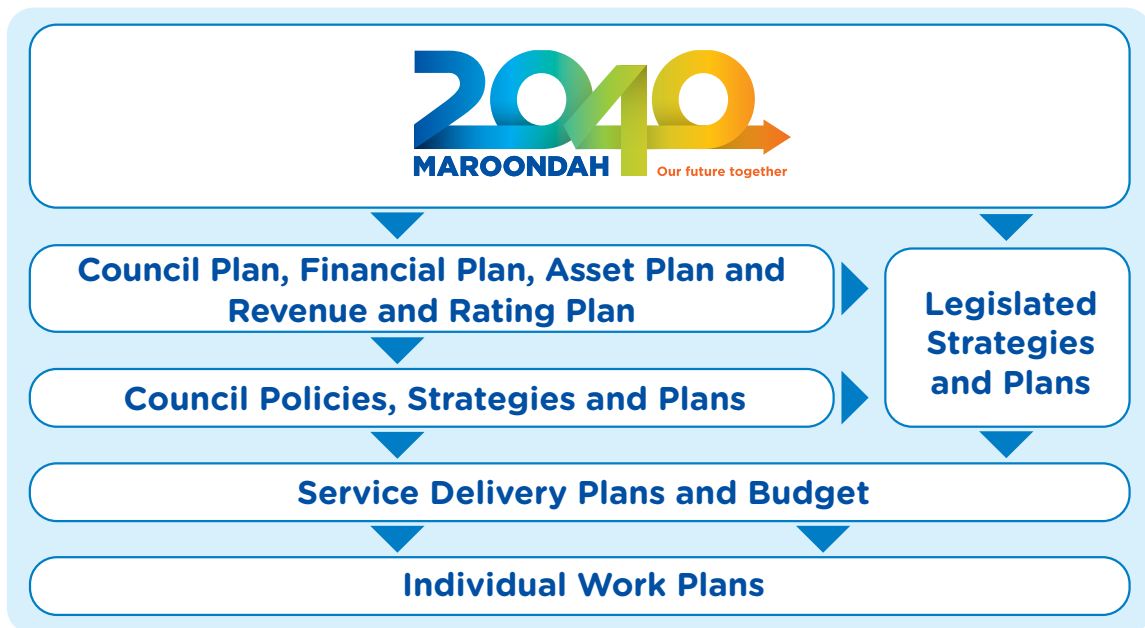 2040
MAROONDAH
Our future together
Council Plan, Financial Plan, Asset Plan and
Revenue and Rating Plan
Legislated
Strategies
and Plans
Council Policies, Strategies and Plans
Service Delivery Plans and Budget
Individual Work Plans